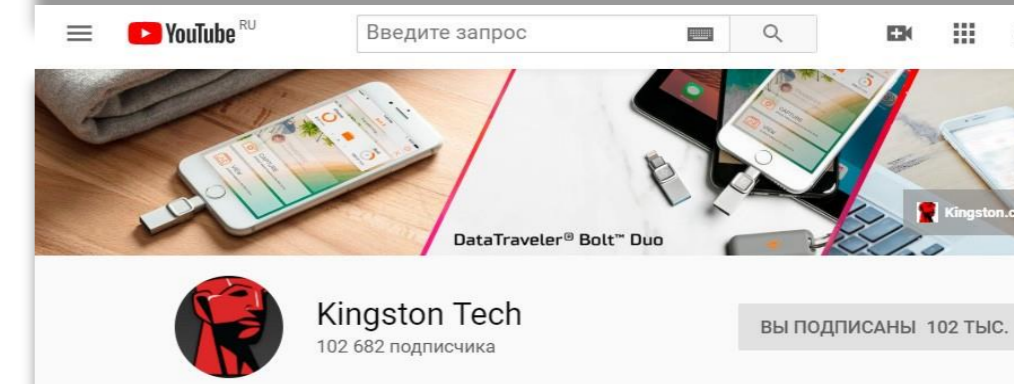 YouTube RU
Введите запрос
DataTraveler® Bolt™ Duo
Kingston.c
Kingston Tech
102 682 подписчика
ВЫ ПОДПИСАНЫ 102 ТЫС.